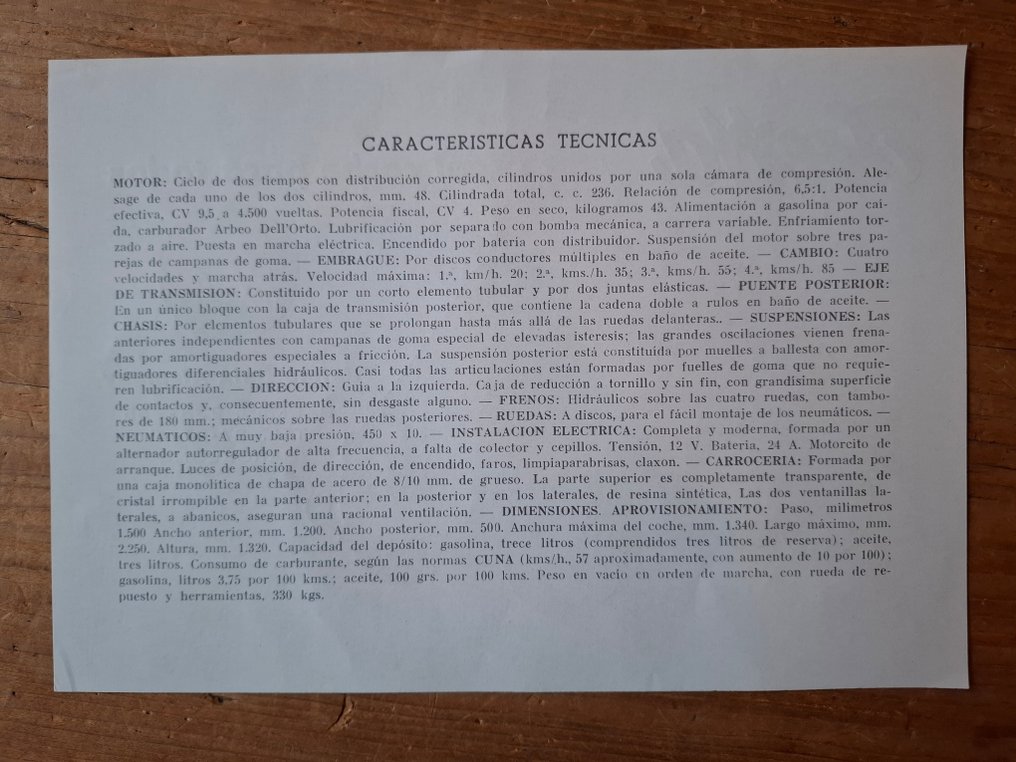 CARACTERISTICAS TECNICAS
MOTOR: Ciclo de dos tiempos con distribución corregida, cilindros unidos por una sola cámara de compresión. Ale-
sage de cada uno de los dos cilindros, mm. 48. Cilindrada total, c. c. 236. Relación de compresión, 6,5:1. Potencia
efectiva, CV 9,5 a 4.500 vueltas. Potencia fiscal, CV 4. Peso en seco, kilogramos 43. Alimentación a gasolina por caí-
da, carburador Arbeo Dell'Orto. Lubrificación por separado con bomba mecánica, a carrera variable. Enfriamiento for-
zado a aire. Puesta en marcha eléctrica. Encendido por batería con distribuidor. Suspensión del motor sobre tres pa-
rejas de campanas de goma. — EMBRAGUE: Por discos conductores múltiples en baño de aceite. — CAMBIO: Cuatro
velocidades y marcha atrás. Velocidad máxima: 1.ª, km/h. 20; 2.ª, kms./h. 35; 3.ª, kms/h. 55; 4.ª, kms/h. 85 — EJE
DE TRANSMISION: Constituido por un corto elemento tubular y por dos juntas elásticas. — PUENTE POSTERIOR:
En un único bloque con la caja de transmisión posterior, que contiene la cadena doble a rulos en baño de aceite. —
CHASIS: Por elementos tubulares que se prolongan hasta más allá de las ruedas delanteras.. — SUSPENSIONES: Las
anteriores independientes con campanas de goma especial de elevadas isteresis; las grandes oscilaciones vienen frena-
das por amortiguadores especiales a fricción. La suspensión posterior está constituída por muelles a ballesta con amor-
tiguadores diferenciales hidráulicos. Casi todas las articulaciones están formadas por fuelles de goma que no requie-
ren lubrificación. — DIRECCION: Guia a la izquierda. Caja de reducción a tornillo y sin fin, con grandísima superficie
de contactos y, consecuentemente, sin desgaste alguno. — FRENOS: Hidráulicos sobre las cuatro ruedas, con tambo-
res de 180 mm.; mecánicos sobre las ruedas posteriores. — RUEDAS: A discos, para el fácil montaje de los neumáticos. —
NEUMATICOS: A muy baja presión, 450 x 10. — INSTALACION ELECTRICA: Completa y moderna, formada por un
alternador autorregulador de alta frecuencia, a falta de colector y cepillos. Tensión, 12 V. Batería, 24 A. Motorcito de
arranque. Luces de posición, de dirección, de encendido, faros, limpiaparabrisas, claxon. — CARROCERIA: Formada por
una caja monolítica de chapa de acero de 8/10 mm. de grueso. La parte superior es completamente transparente, de
cristal irrompible en la parte anterior; en la posterior y en los laterales, de resina sintética, Las dos ventanillas la-
terales, a abanicos, aseguran una racional ventilación. — DIMENSIONES. APROVISIONAMIENTO: Paso, milimetros
1.500 Ancho anterior, mm. 1.200. Ancho posterior, mm. 500. Anchura máxima del coche, mm. 1.340. Largo máximo, mm.
2.250. Altura, mm. 1.320. Capacidad del depósito: gasolina, trece litros (comprendidos tres litros de reserva); aceite,
tres litros. Consumo de carburante, según las normas CUNA (kms/h., 57 aproximadamente, con aumento de 10 por 100);
gasolina, litros 3,75 por 100 kms.; aceite, 100 grs. por 100 kms. Peso en vacío en orden de marcha, con rueda de re-
puesto y herramientas, 330 kgs.